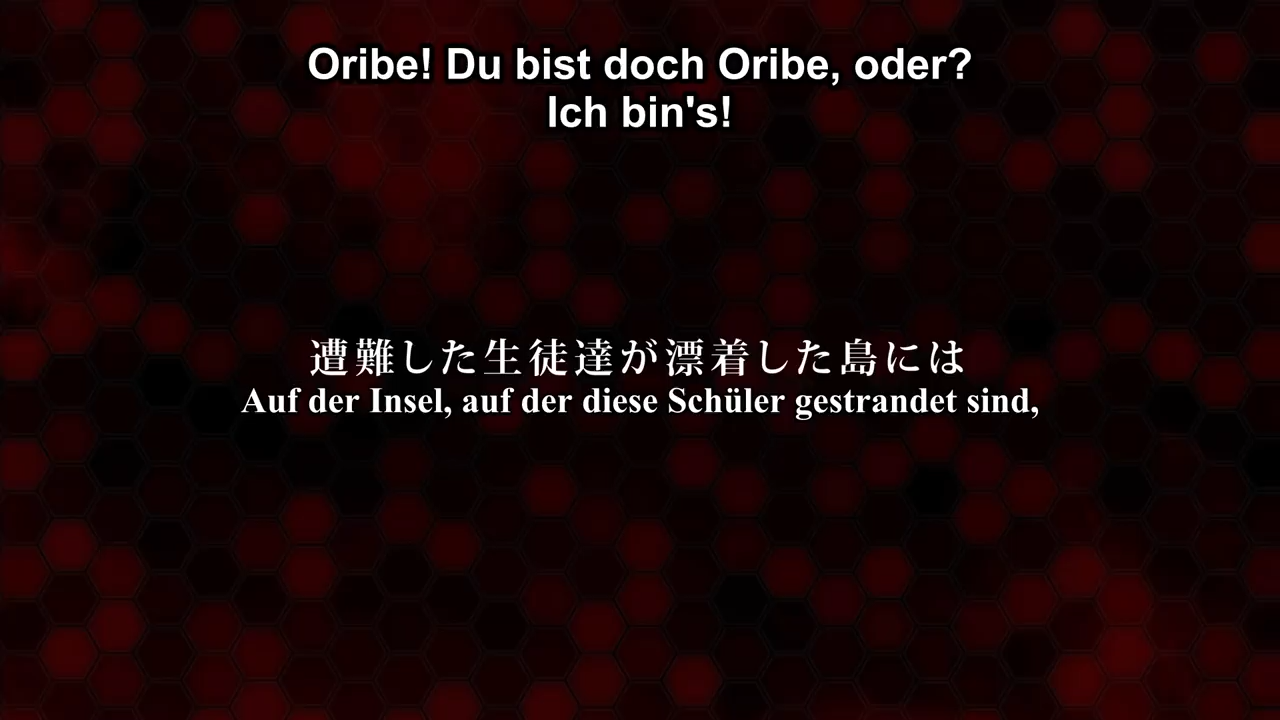 Oribe! Du bist doch Oribe, oder?
Ich bin's!
遭難した生徒達が漂着した島には
Auf der Insel, auf der diese Schüler gestrandet sind,